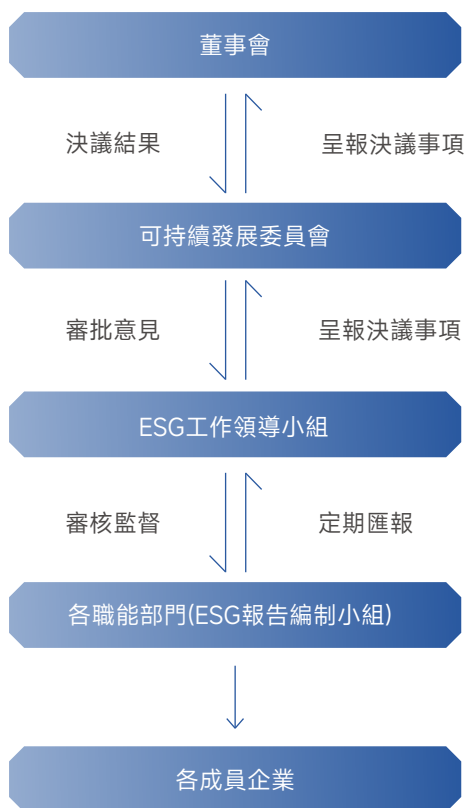 董事會
決議結果
呈報決議事項
可持續發展委員會
審批意見
呈報決議事項
ESG工作領導小組
審核監督
定期匯報
各職能部門(ESG報告編制小組)
各成員企業